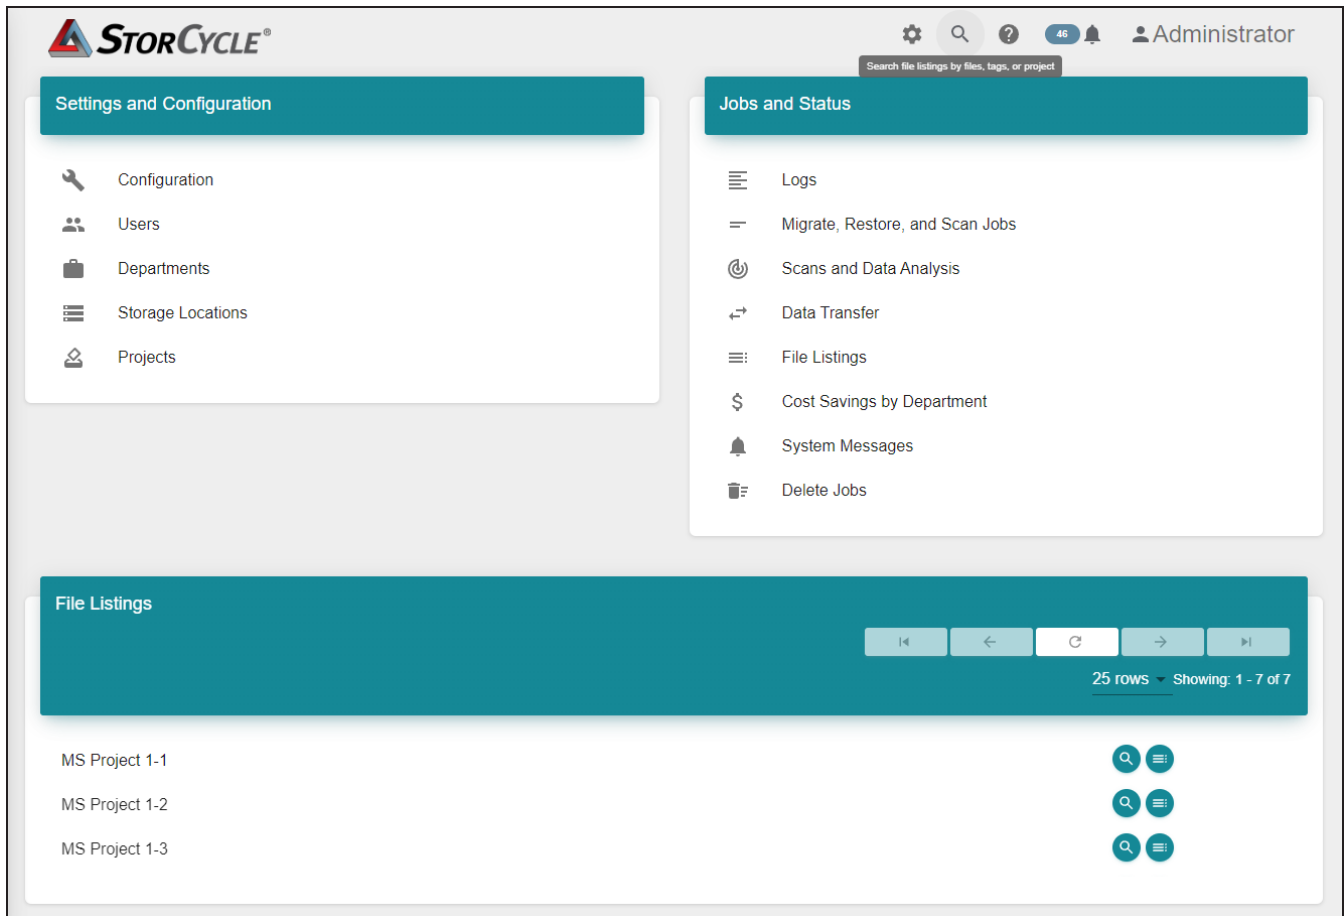 STORCYCLE®
46
Administrator
Search file listings by files, tags, or project
Settings and Configuration
Configuration
Users
Departments
Storage Locations
Projects
Jobs and Status
Logs
Migrate, Restore, and Scan Jobs
Scans and Data Analysis
Data Transfer
File Listings
Cost Savings by Department
System Messages
Delete Jobs
File Listings
25 rows Showing: 1 - 7 of 7
MS Project 1-1
MS Project 1-2
MS Project 1-3